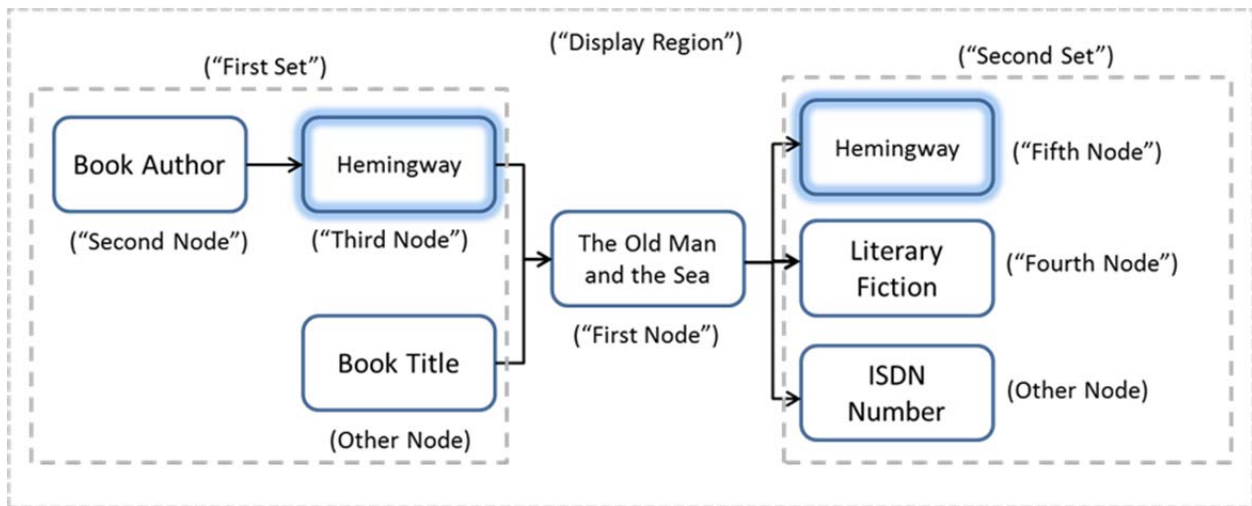 (“Display Region”)
(“First Set”)
(“Second Set”)
Book Author
(“Second Node”)
Hemingway
(“Third Node”)
Book Title
(Other Node)
The Old Man
and the Sea
(“First Node”)
Hemingway
(“Fifth Node”)
Literary
Fiction
(“Fourth Node”)
ISDN
Number
(Other Node)